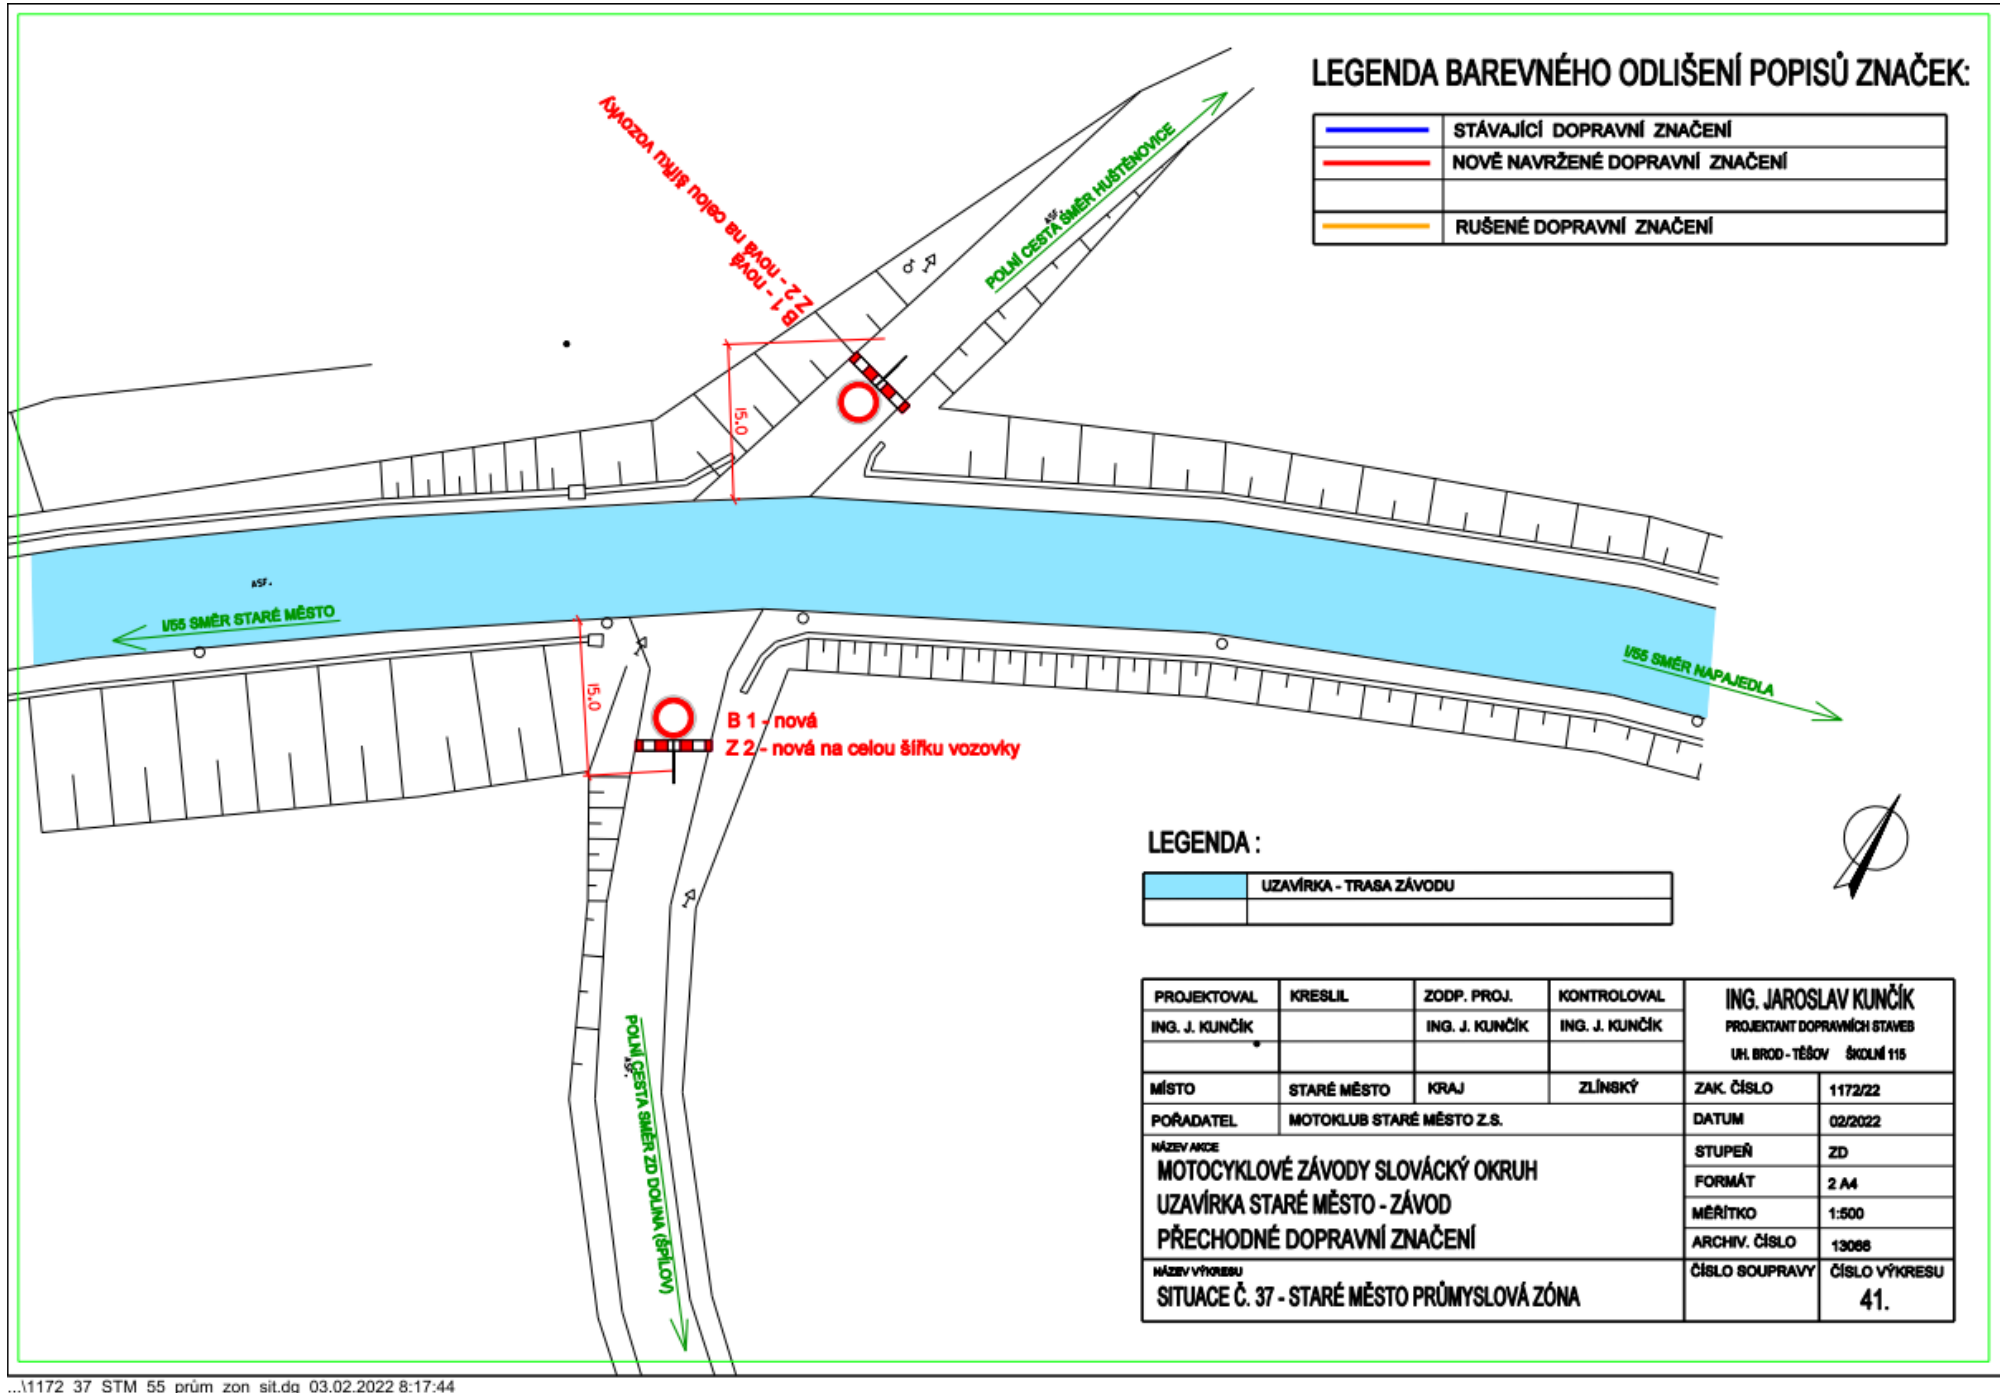 LEGENDA BAREVNÉHO ODLIŠENÍ POPISŮ ZNAČEK:
STÁVAJÍCÍ DOPRAVNÍ ZNAČENÍ
NOVĚ NAVRŽENÉ DOPRAVNÍ ZNAČENÍ
RUŠENÉ DOPRAVNÍ ZNAČENÍ
B 1 - nová
Z 2 - nová na celou šířku vozovky
POLNÍ CESTA SMĚR HUŠTĚNOVICE
ASF.
15.0
ASF.
I/55 SMĚR STARÉ MĚSTO
I/55 SMĚR NAPAJEDLA
15.0
B 1 - nová
Z 2 - nová na celou šířku vozovky
POLNÍ CESTA SMĚR ZD DOLINA (ŠPÍLOV)
ASF.
LEGENDA :
UZAVÍRKA - TRASA ZÁVODU
PROJEKTOVAL KRESLIL ZODP. PROJ. KONTROLOVAL
ING. J. KUNČÍK ING. J. KUNČÍK ING. J. KUNČÍK
ING. JAROSLAV KUNČÍK
PROJEKTANT DOPRAVNÍCH STAVEB
UH. BROD - TĚŠOV ŠKOLNÍ 115
MÍSTO STARÉ MĚSTO KRAJ ZLÍNSKÝ
POŘADATEL MOTOKLUB STARÉ MĚSTO Z.S.
NÁZEV AKCE
MOTOCYKLOVÉ ZÁVODY SLOVÁCKÝ OKRUH
UZAVÍRKA STARÉ MĚSTO - ZÁVOD
PŘECHODNÉ DOPRAVNÍ ZNAČENÍ
NÁZEV VÝKRESU
SITUACE Č. 37 - STARÉ MĚSTO PRŮMYSLOVÁ ZÓNA
ZAK. ČÍSLO 1172/22
DATUM 02/2022
STUPEŇ ZD
FORMÁT 2 A4
MĚŘÍTKO 1:500
ARCHIV. ČÍSLO 13066
ČÍSLO SOUPRAVY ČÍSLO VÝKRESU
41.
...\1172_37_STM_55_prům_zon_sit.dg 03.02.2022 8:17:44